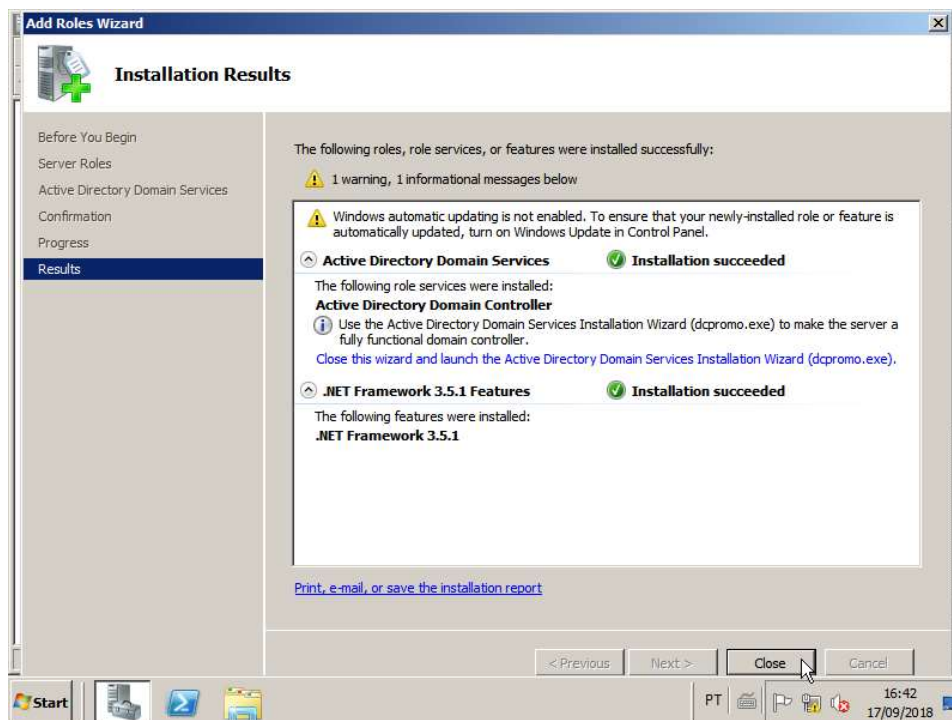 Add Roles Wizard
Installation Results
Before You Begin
Server Roles
Active Directory Domain Services
Confirmation
Progress
Results
The following roles, role services, or features were installed successfully:
1 warning, 1 informational messages below
Windows automatic updating is not enabled. To ensure that your newly-installed role or feature is
automatically updated, turn on Windows Update in Control Panel.
Active Directory Domain Services Installation succeeded
The following role services were installed:
Active Directory Domain Controller
Use the Active Directory Domain Services Installation Wizard (dcpromo.exe) to make the server a
fully functional domain controller.
Close this wizard and launch the Active Directory Domain Services Installation Wizard (dcpromo.exe).
.NET Framework 3.5.1 Features Installation succeeded
The following features were installed:
.NET Framework 3.5.1
Print, e-mail, or save the installation report
< Previous Next > Close Cancel
Start PT 16:42
17/09/2018